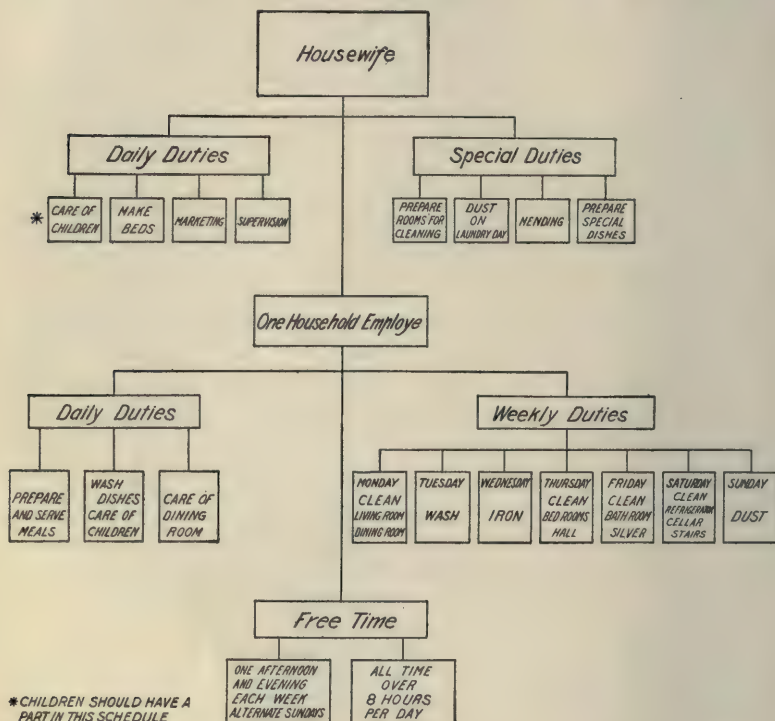 Housewife
Daily Duties
Special Duties
*
CARE OF
CHILDREN
MAKE
BEDS
MARKETING
SUPERVISION
PREPARE
ROOMS FOR
CLEANING
DUST
ON
LAUNDRY DAY
MENDING
PREPARE
SPECIAL
DISHES
One Household Employe
Daily Duties
Weekly Duties
PREPARE
AND SERVE
MEALS
WASH
DISHES
CARE OF
CHILDREN
CARE OF
DINING
ROOM
MONDAY
CLEAN
LIVING ROOM
DINING ROOM
TUESDAY
WASH
WEDNESDAY
IRON
THURSDAY
CLEAN
BED ROOMS
HALL
FRIDAY
CLEAN
BATH ROOM
SILVER
SATURDAY
CLEAN
REFRIGERATOR
CELLAR
STAIRS
SUNDAY
DUST
Free Time
ONE AFTERNOON
AND EVENING
EACH WEEK
ALTERNATE SUNDAYS
ALL TIME
OVER
8 HOURS
PER DAY
*CHILDREN SHOULD HAVE A
PART IN THIS SCHEDULE